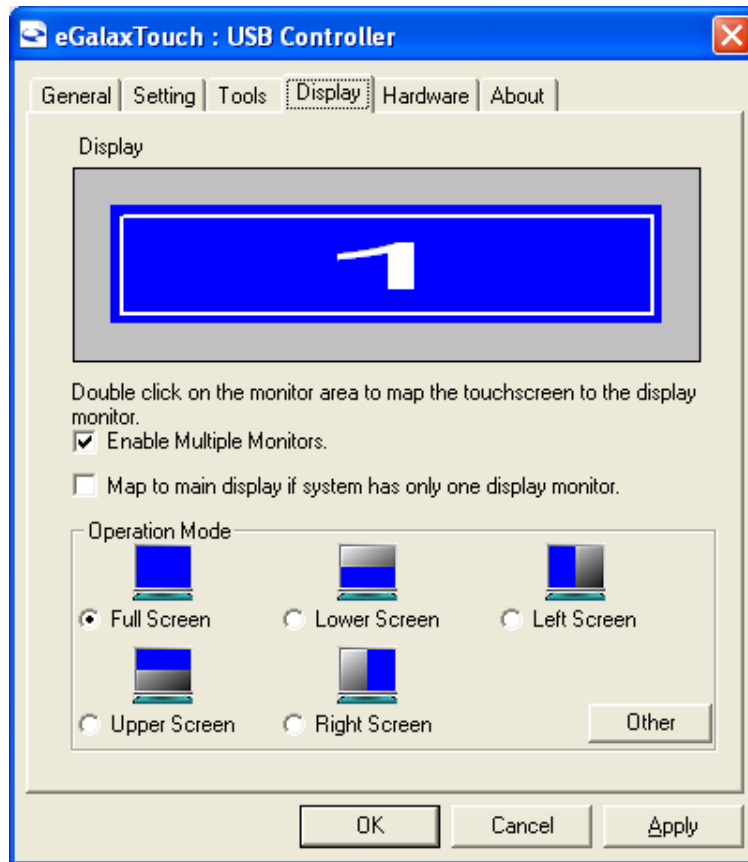 eGalaxTouch : USB Controller
General Setting Tools Display Hardware About
Display
1
Double click on the monitor area to map the touchscreen to the display
monitor.
Enable Multiple Monitors.
Map to main display if system has only one display monitor.
Operation Mode
Full Screen Lower Screen Left Screen
Upper Screen Right Screen Other
OK Cancel Apply